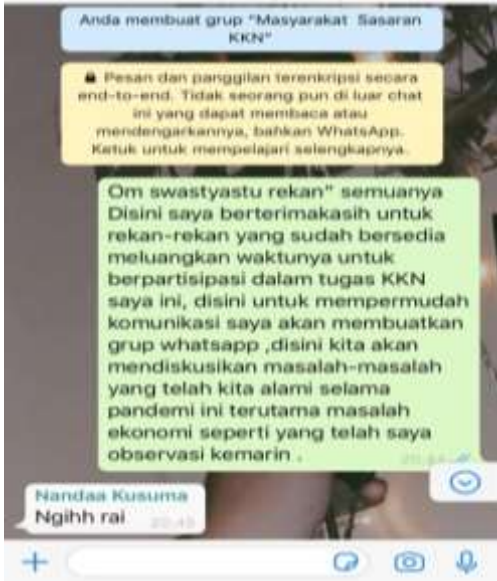 Anda membuat grup "Masyarakat Sasaran
KKN"
Pesan dan panggilan terenkripsi secara
end-to-end. Tidak seorang pun di luar chat
ini yang dapat membaca atau
mendengarkannya, bahkan WhatsApp.
Ketuk untuk mempelajari selengkapnya.
Om swastyastu rekan" semuanya
Disini saya berterimakasih untuk
rekan-rekan yang sudah bersedia
meluangkan waktunya untuk
berpartisipasi dalam tugas KKN
saya ini, disini untuk mempermudah
komunikasi saya akan membuatkan
grup whatsapp ,disini kita akan
mendiskusikan masalah-masalah
yang telah kita alami selama
pandemi ini terutama masalah
ekonomi seperti yang telah saya
observasi kemarin .
Nandaa Kusuma
Ngihh rai